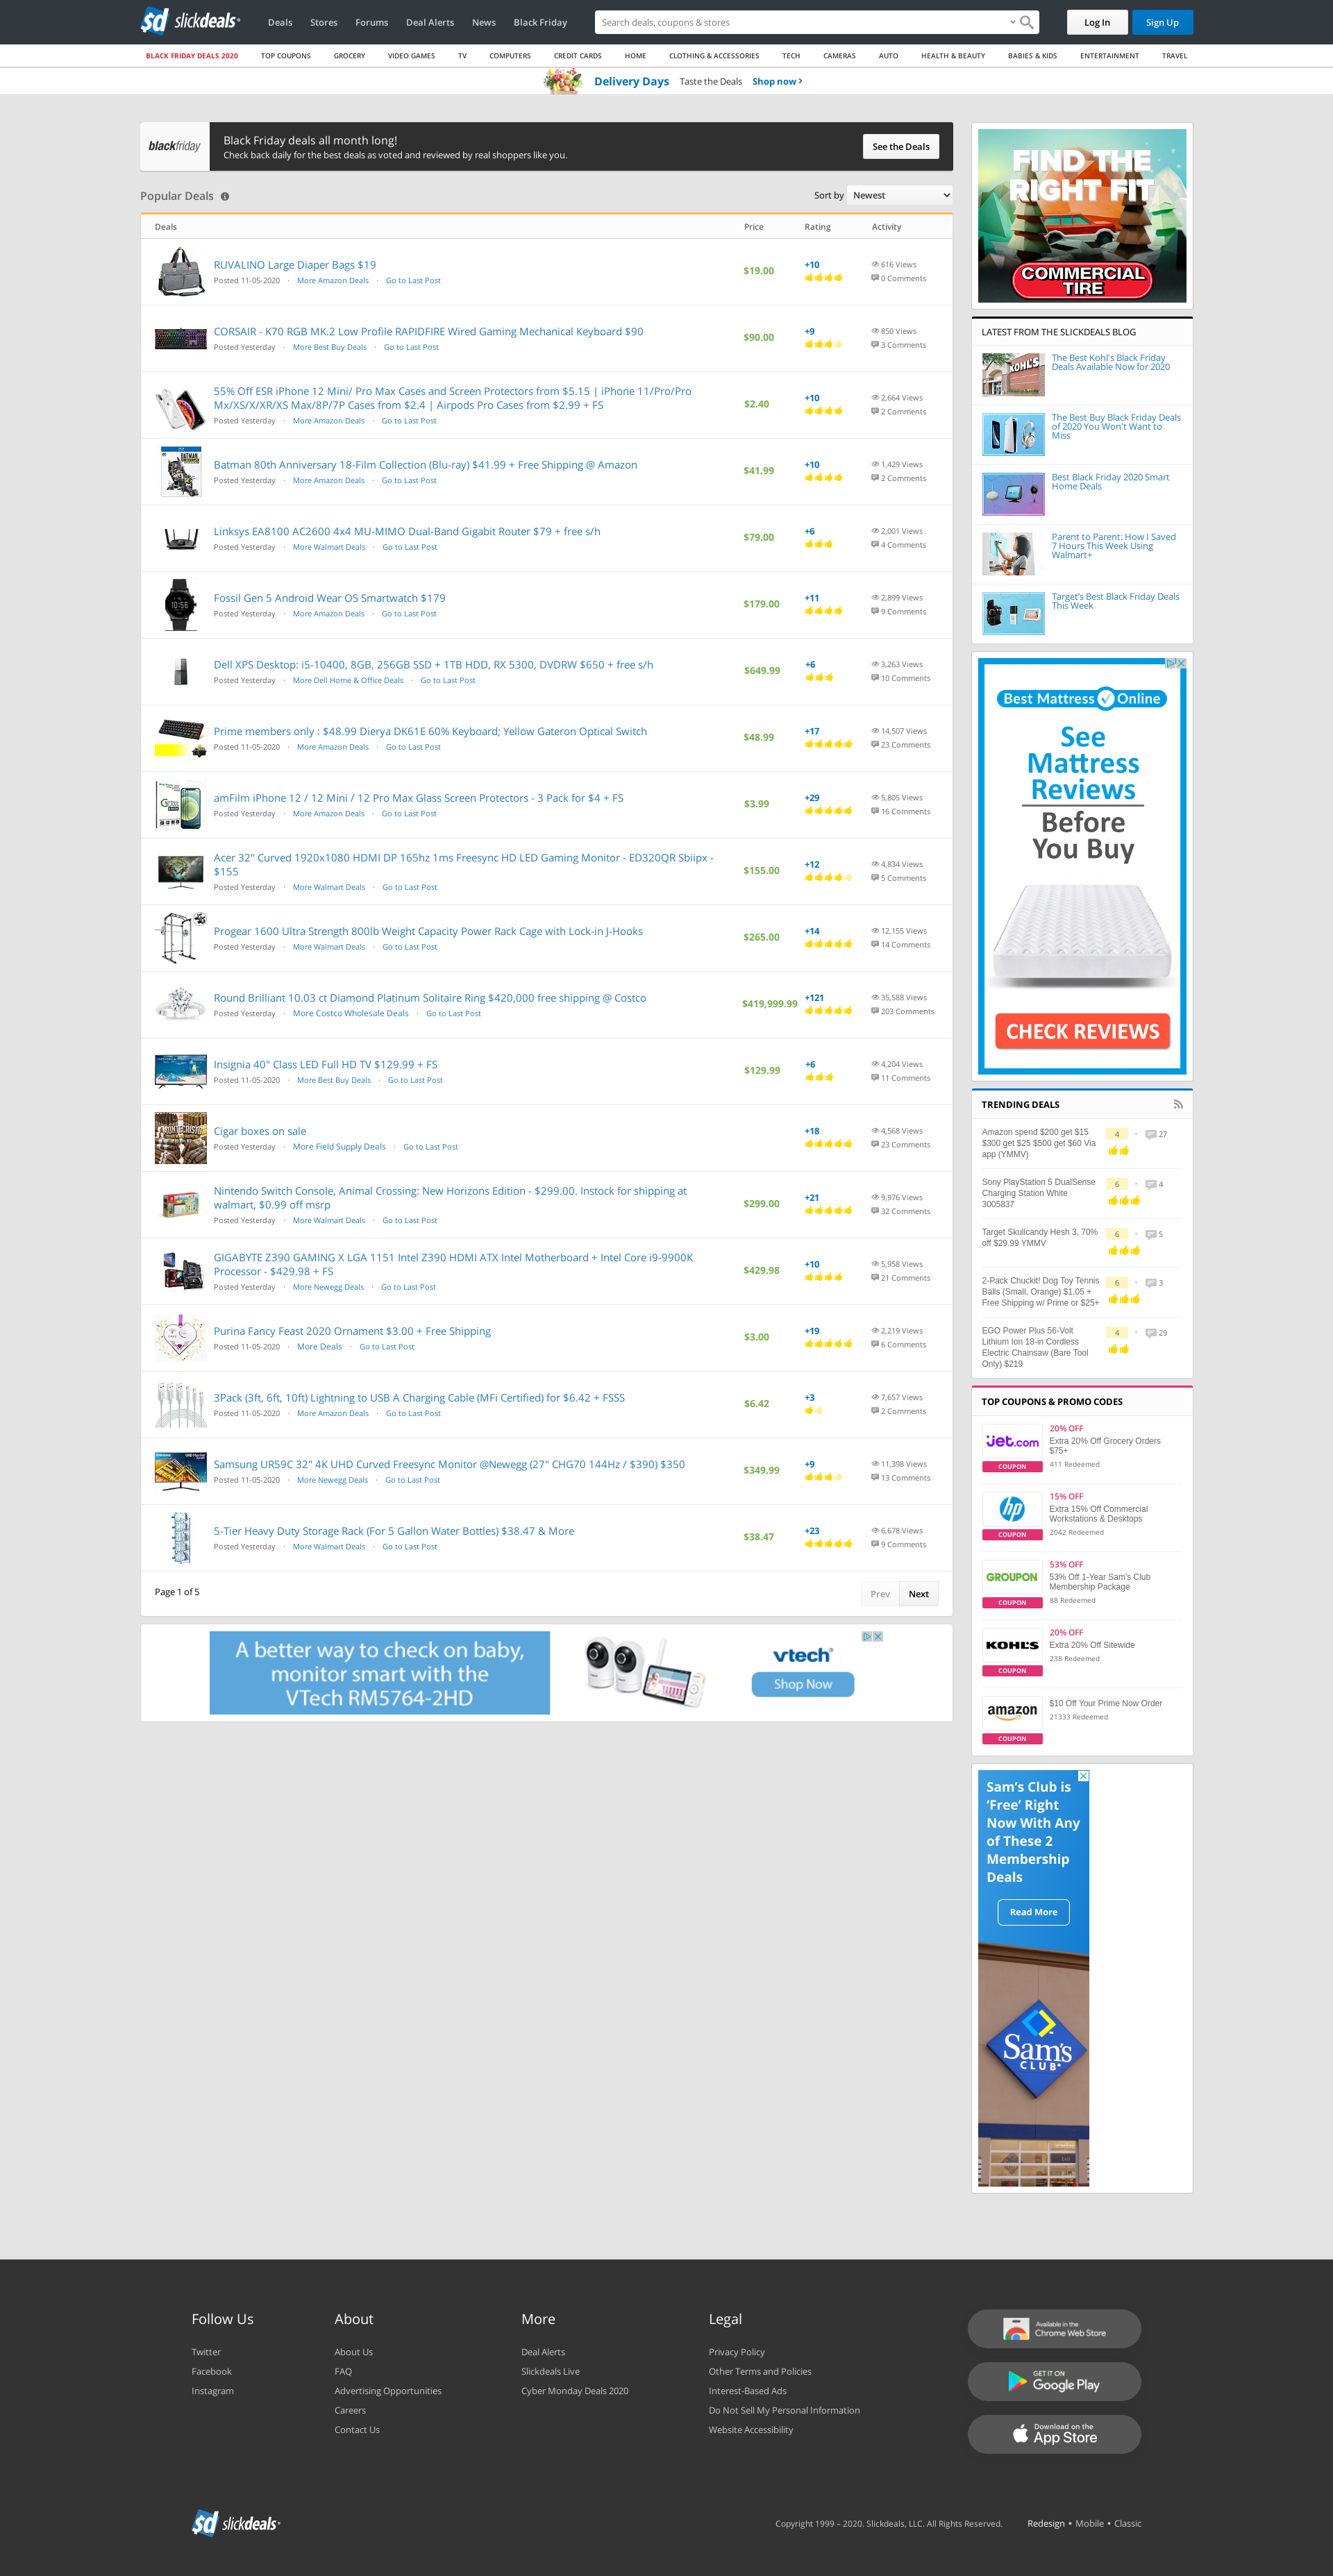 slickdeals
Deals Stores Forums Deal Alerts News Black Friday
Search deals, coupons & stores
Log In
Sign Up
BLACK FRIDAY DEALS 2020 TOP COUPONS GROCERY VIDEO GAMES TV COMPUTERS CREDIT CARDS HOME CLOTHING & ACCESSORIES TECH CAMERAS AUTO HEALTH & BEAUTY BABIES & KIDS ENTERTAINMENT TRAVEL
Delivery Days Taste the Deals Shop now ›
blackfriday
Black Friday deals all month long!
Check back daily for the best deals as voted and reviewed by real shoppers like you.
See the Deals
Popular Deals
Sort by Newest
Deals Price Rating Activity
RUVALINO Large Diaper Bags $19
Posted 11-05-2020 · More Amazon Deals · Go to Last Post
$19.00
+10
616 Views
0 Comments
CORSAIR - K70 RGB MK.2 Low Profile RAPIDFIRE Wired Gaming Mechanical Keyboard $90
Posted Yesterday · More Best Buy Deals · Go to Last Post
$90.00
+9
850 Views
3 Comments
55% Off ESR iPhone 12 Mini/ Pro Max Cases and Screen Protectors from $5.15 | iPhone 11/Pro/Pro
Mx/XS/X/XR/XS Max/8P/7P Cases from $2.4 | Airpods Pro Cases from $2.99 + FS
Posted Yesterday · More Amazon Deals · Go to Last Post
$2.40
+10
2,664 Views
2 Comments
Batman 80th Anniversary 18-Film Collection (Blu-ray) $41.99 + Free Shipping @ Amazon
Posted Yesterday · More Amazon Deals · Go to Last Post
$41.99
+10
1,429 Views
2 Comments
Linksys EA8100 AC2600 4x4 MU-MIMO Dual-Band Gigabit Router $79 + free s/h
Posted Yesterday · More Walmart Deals · Go to Last Post
$79.00
+6
2,001 Views
4 Comments
Fossil Gen 5 Android Wear OS Smartwatch $179
Posted Yesterday · More Amazon Deals · Go to Last Post
$179.00
+11
2,899 Views
9 Comments
Dell XPS Desktop: i5-10400, 8GB, 256GB SSD + 1TB HDD, RX 5300, DVDRW $650 + free s/h
Posted Yesterday · More Dell Home & Office Deals · Go to Last Post
$649.99
+6
3,263 Views
10 Comments
Prime members only : $48.99 Dierya DK61E 60% Keyboard; Yellow Gateron Optical Switch
Posted 11-05-2020 · More Amazon Deals · Go to Last Post
$48.99
+17
14,507 Views
23 Comments
amFilm iPhone 12 / 12 Mini / 12 Pro Max Glass Screen Protectors - 3 Pack for $4 + FS
Posted Yesterday · More Amazon Deals · Go to Last Post
$3.99
+29
5,805 Views
16 Comments
Acer 32" Curved 1920x1080 HDMI DP 165hz 1ms Freesync HD LED Gaming Monitor - ED320QR Sbiipx -
$155
Posted Yesterday · More Walmart Deals · Go to Last Post
$155.00
+12
4,834 Views
5 Comments
Progear 1600 Ultra Strength 800lb Weight Capacity Power Rack Cage with Lock-in J-Hooks
Posted Yesterday · More Walmart Deals · Go to Last Post
$265.00
+14
12,155 Views
14 Comments
Round Brilliant 10.03 ct Diamond Platinum Solitaire Ring $420,000 free shipping @ Costco
Posted Yesterday · More Costco Wholesale Deals · Go to Last Post
$419,999.99
+121
35,588 Views
203 Comments
Insignia 40" Class LED Full HD TV $129.99 + FS
Posted 11-05-2020 · More Best Buy Deals · Go to Last Post
$129.99
+6
4,204 Views
11 Comments
MONTECRISTO
Cigar boxes on sale
Posted Yesterday · More Field Supply Deals · Go to Last Post
+18
4,568 Views
23 Comments
Nintendo Switch Console, Animal Crossing: New Horizons Edition - $299.00. Instock for shipping at
walmart, $0.99 off msrp
Posted Yesterday · More Walmart Deals · Go to Last Post
$299.00
+21
9,976 Views
32 Comments
GIGABYTE Z390 GAMING X LGA 1151 Intel Z390 HDMI ATX Intel Motherboard + Intel Core i9-9900K
Processor - $429.98 + FS
Posted Yesterday · More Newegg Deals · Go to Last Post
$429.98
+10
5,958 Views
21 Comments
Purina Fancy Feast 2020 Ornament $3.00 + Free Shipping
Posted 11-05-2020 · More Deals · Go to Last Post
$3.00
+19
2,219 Views
6 Comments
3Pack (3ft, 6ft, 10ft) Lightning to USB A Charging Cable (MFi Certified) for $6.42 + FSSS
Posted 11-05-2020 · More Amazon Deals · Go to Last Post
$6.42
+3
7,657 Views
2 Comments
Samsung UR59C 32" 4K UHD Curved Freesync Monitor @Newegg (27" CHG70 144Hz / $390) $350
Posted 11-05-2020 · More Newegg Deals · Go to Last Post
$349.99
+9
11,398 Views
13 Comments
5-Tier Heavy Duty Storage Rack (For 5 Gallon Water Bottles) $38.47 & More
Posted Yesterday · More Walmart Deals · Go to Last Post
$38.47
+23
6,678 Views
9 Comments
Page 1 of 5
Prev Next
A better way to check on baby,
monitor smart with the
VTech RM5764-2HD
vtech
Shop Now
FIND THE
RIGHT FIT
COMMERCIAL
TIRE
LATEST FROM THE SLICKDEALS BLOG
KOHL'S
The Best Kohl's Black Friday
Deals Available Now for 2020
The Best Buy Black Friday Deals
of 2020 You Won't Want to
Miss
Best Black Friday 2020 Smart
Home Deals
Parent to Parent: How I Saved
7 Hours This Week Using
Walmart+
Target's Best Black Friday Deals
This Week
Best Mattress Online
See
Mattress
Reviews
Before
You Buy
CHECK REVIEWS
TRENDING DEALS
Amazon spend $200 get $15
$300 get $25 $500 get $60 Via
app (YMMV)
4 • 27
Sony PlayStation 5 DualSense
Charging Station White
3005837
6 • 4
Target Skullcandy Hesh 3, 70%
off $29.99 YMMV
6 • 5
2-Pack Chuckit! Dog Toy Tennis
Balls (Small, Orange) $1.05 +
Free Shipping w/ Prime or $25+
6 • 3
EGO Power Plus 56-Volt
Lithium Ion 18-in Cordless
Electric Chainsaw (Bare Tool
Only) $219
4 • 29
TOP COUPONS & PROMO CODES
jet.com
COUPON
20% OFF
Extra 20% Off Grocery Orders
$75+
411 Redeemed
hp
COUPON
15% OFF
Extra 15% Off Commercial
Workstations & Desktops
2042 Redeemed
GROUPON
COUPON
53% OFF
53% Off 1-Year Sam's Club
Membership Package
88 Redeemed
KOHL'S
COUPON
20% OFF
Extra 20% Off Sitewide
238 Redeemed
amazon
COUPON
$10 Off Your Prime Now Order
21333 Redeemed
Sam's Club is
'Free' Right
Now With Any
of These 2
Membership
Deals
Read More
Sam's
CLUB
Follow Us
Twitter
Facebook
Instagram
About
About Us
FAQ
Advertising Opportunities
Careers
Contact Us
More
Deal Alerts
Slickdeals Live
Cyber Monday Deals 2020
Legal
Privacy Policy
Other Terms and Policies
Interest-Based Ads
Do Not Sell My Personal Information
Website Accessibility
Available in the
Chrome Web Store
GET IT ON
Google Play
Download on the
App Store
slickdeals
Copyright 1999 – 2020. Slickdeals, LLC. All Rights Reserved.
Redesign • Mobile • Classic